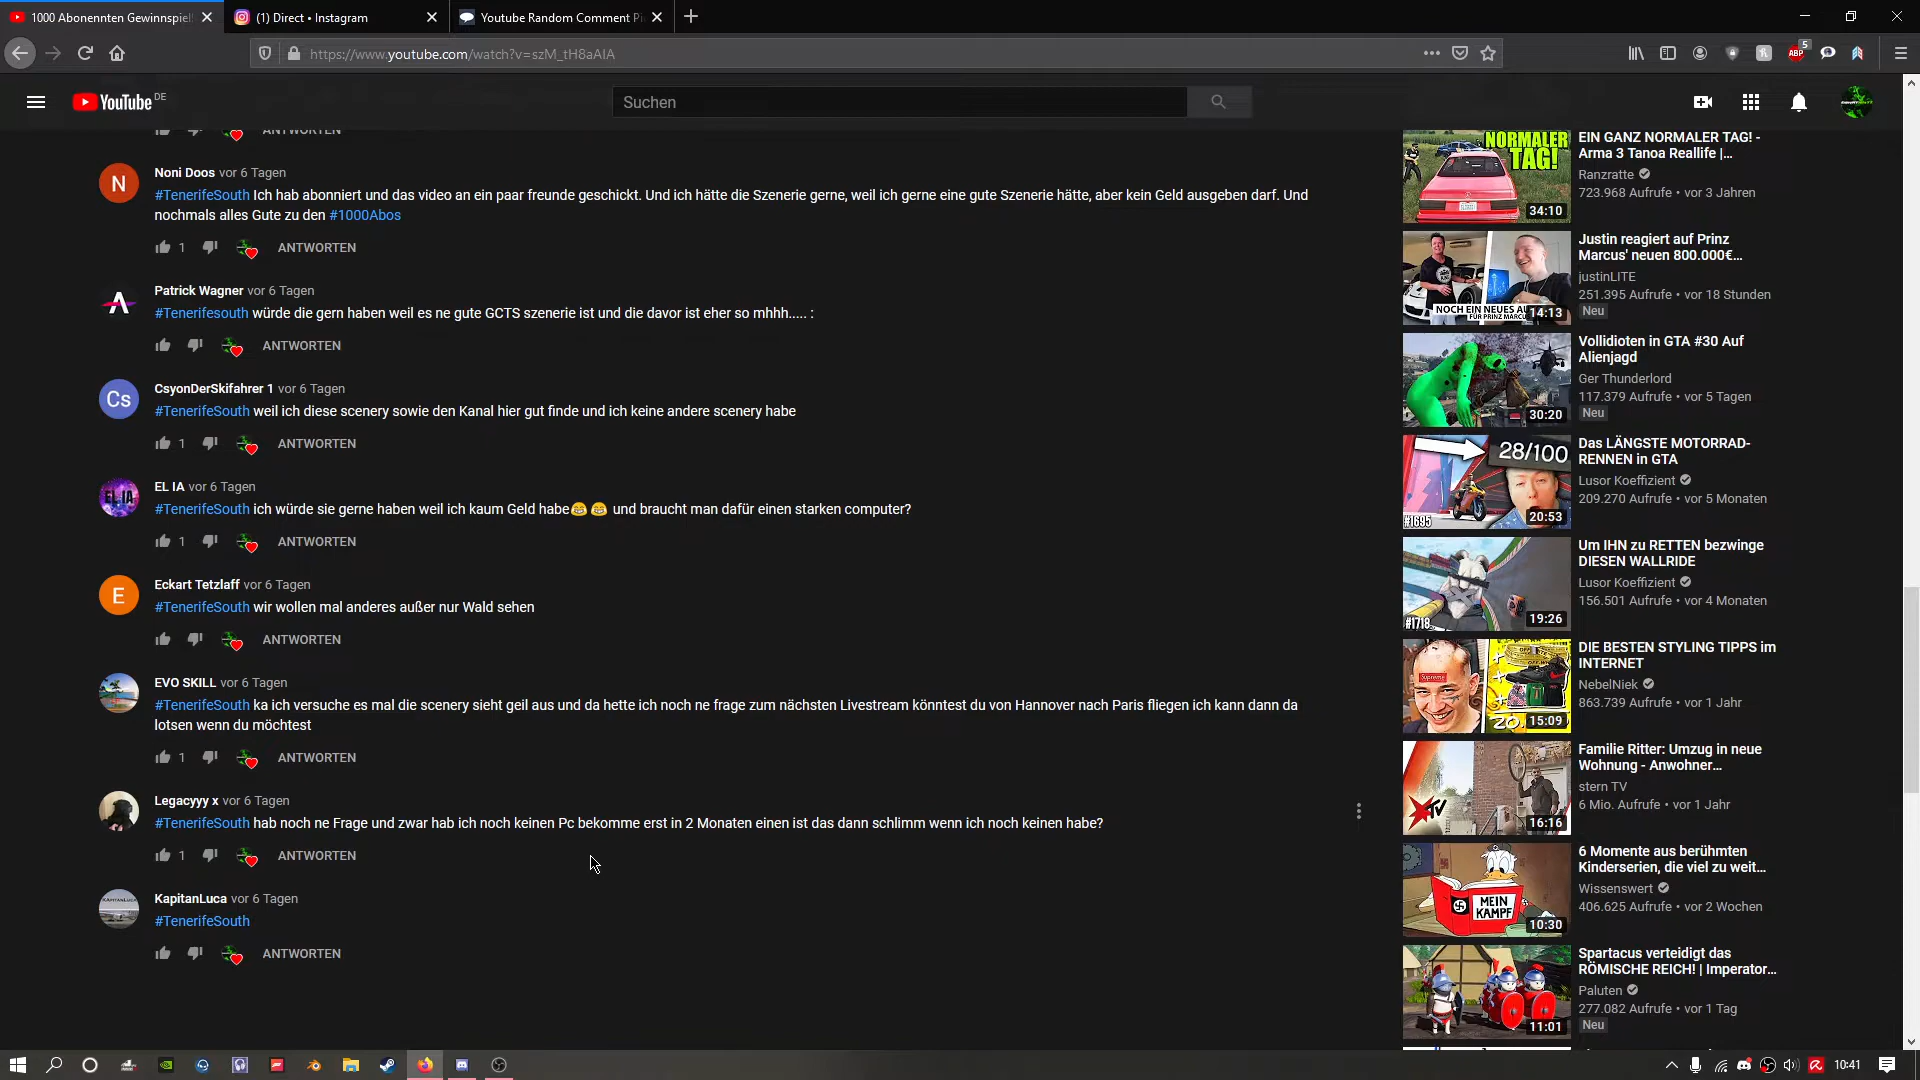 1000 Abonennten Gewinnspiel!
(1) Direct • Instagram
Youtube Random Comment Pi
https://www.youtube.com/watch?v=szM_tH8aAIA
5
ABP
YouTube DE
Suchen
ANTWORTEN
Noni Doos vor 6 Tagen
#TenerifeSouth Ich hab abonniert und das video an ein paar freunde geschickt. Und ich hätte die Szenerie gerne, weil ich gerne eine gute Szenerie hätte, aber kein Geld ausgeben darf. Und
nochmals alles Gute zu den #1000Abos
N
1 ANTWORTEN
Patrick Wagner vor 6 Tagen
#Tenerifesouth würde die gern haben weil es ne gute GCTS szenerie ist und die davor ist eher so mhhh..... :
ANTWORTEN
CsyonDerSkifahrer 1 vor 6 Tagen
Cs
#TenerifeSouth weil ich diese scenery sowie den Kanal hier gut finde und ich keine andere scenery habe
1 ANTWORTEN
EL IA vor 6 Tagen
EL IA
#TenerifeSouth ich würde sie gerne haben weil ich kaum Geld habe😁😁 und braucht man dafür einen starken computer?
1 ANTWORTEN
Eckart Tetzlaff vor 6 Tagen
E
#TenerifeSouth wir wollen mal anderes außer nur Wald sehen
ANTWORTEN
EVO SKILL vor 6 Tagen
#TenerifeSouth ka ich versuche es mal die scenery sieht geil aus und da hette ich noch ne frage zum nächsten Livestream könntest du von Hannover nach Paris fliegen ich kann dann da
lotsen wenn du möchtest
1 ANTWORTEN
Legacyyy x vor 6 Tagen
#TenerifeSouth hab noch ne Frage und zwar hab ich noch keinen Pc bekomme erst in 2 Monaten einen ist das dann schlimm wenn ich noch keinen habe?
1 ANTWORTEN
KapitanLuca vor 6 Tagen
KAPITANLUCA
#TenerifeSouth
ANTWORTEN
NORMALER
TAG!
34:10
EIN GANZ NORMALER TAG! -
Arma 3 Tanoa Reallife |...
Ranzratte
723.968 Aufrufe • vor 3 Jahren
NOCH EIN NEUES AU
FÜR PRINZ MARCUS
14:13
Justin reagiert auf Prinz
Marcus' neuen 800.000€...
justinLITE
251.395 Aufrufe • vor 18 Stunden
Neu
30:20
Vollidioten in GTA #30 Auf
Alienjagd
Ger Thunderlord
117.379 Aufrufe • vor 5 Tagen
Neu
28/100
#1695
20:53
Das LÄNGSTE MOTORRAD-
RENNEN in GTA
Lusor Koeffizient
209.270 Aufrufe • vor 5 Monaten
#1718
19:26
Um IHN zu RETTEN bezwinge
DIESEN WALLRIDE
Lusor Koeffizient
156.501 Aufrufe • vor 4 Monaten
Supreme
20.
15:09
DIE BESTEN STYLING TIPPS im
INTERNET
NebelNiek
863.739 Aufrufe • vor 1 Jahr
TV
16:16
Familie Ritter: Umzug in neue
Wohnung - Anwohner...
stern TV
6 Mio. Aufrufe • vor 1 Jahr
MEIN
KAMPF
10:30
6 Momente aus berühmten
Kinderserien, die viel zu weit...
Wissenswert
406.625 Aufrufe • vor 2 Wochen
11:01
Spartacus verteidigt das
RÖMISCHE REICH! | Imperator...
Paluten
277.082 Aufrufe • vor 1 Tag
Neu
10:41